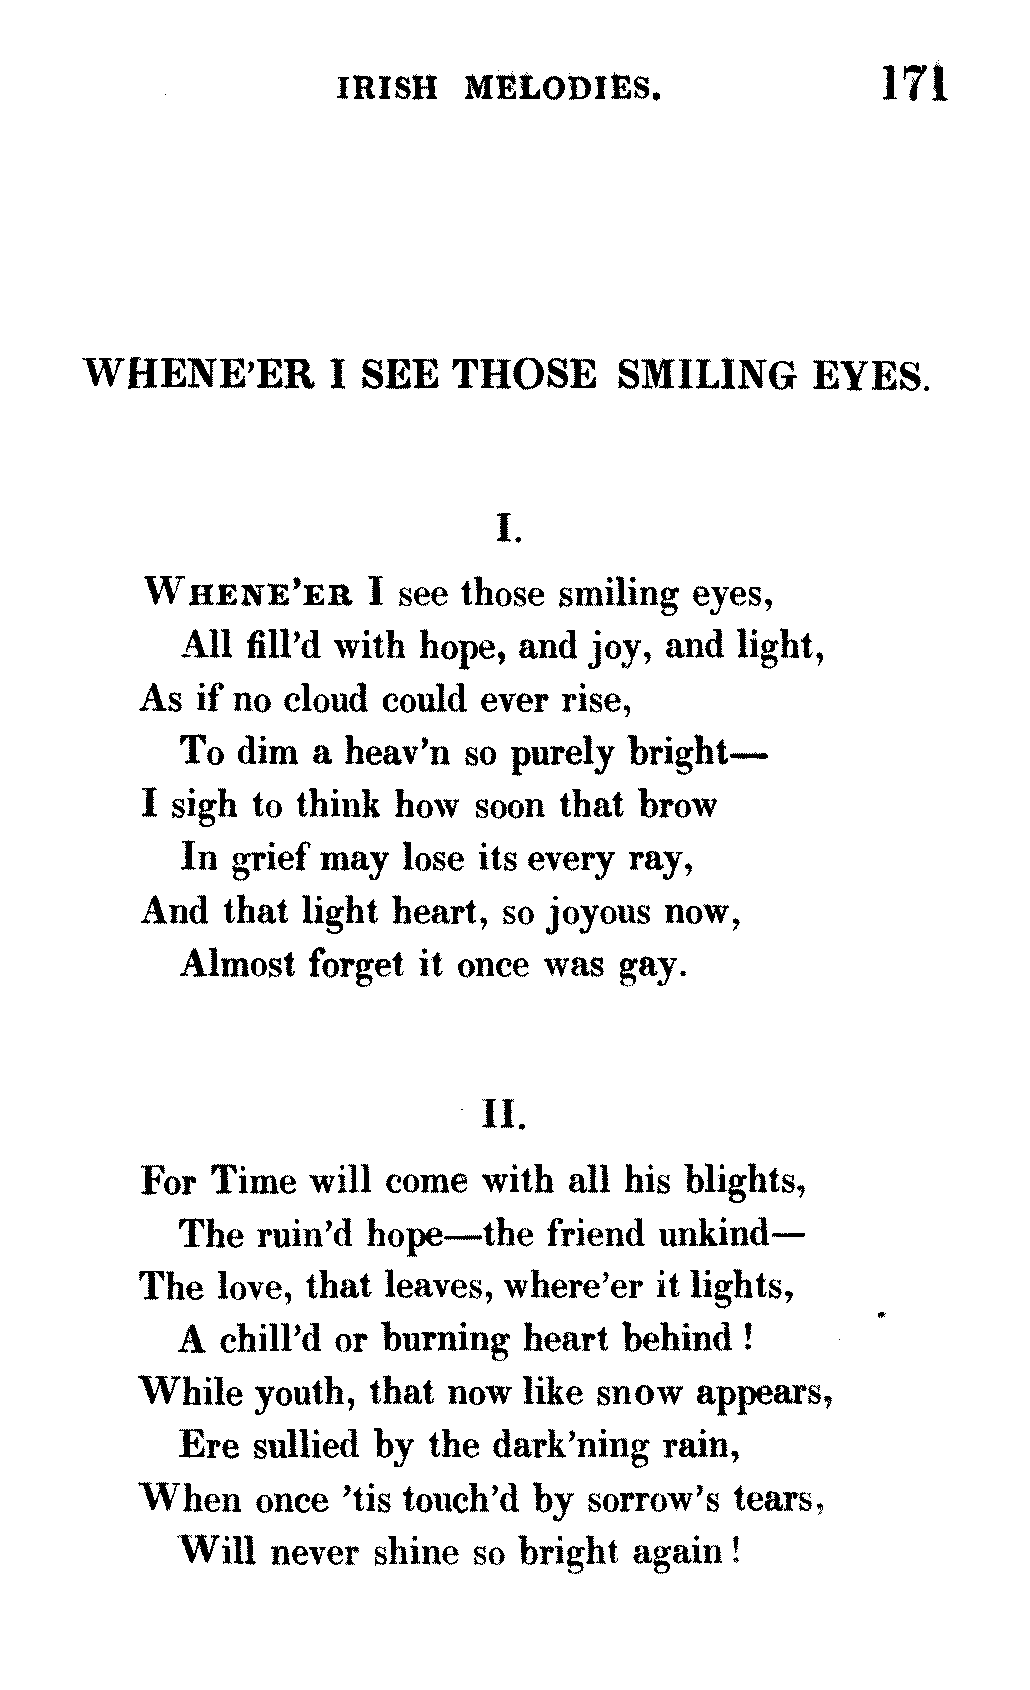 IRISH MELODIES. 171
WHENE'ER I SEE THOSE SMILING EYES.
I.
WHENE'ER I see those smiling eyes,
All fill'd with hope, and joy, and light,
As if no cloud could ever rise,
To dim a heav'n so purely bright—
I sigh to think how soon that brow
In grief may lose its every ray,
And that light heart, so joyous now,
Almost forget it once was gay.
II.
For Time will come with all his blights,
The ruin'd hope—the friend unkind—
The love, that leaves, where'er it lights,
A chill'd or burning heart behind !
While youth, that now like snow appears,
Ere sullied by the dark'ning rain,
When once 'tis touch'd by sorrow's tears,
Will never shine so bright again !